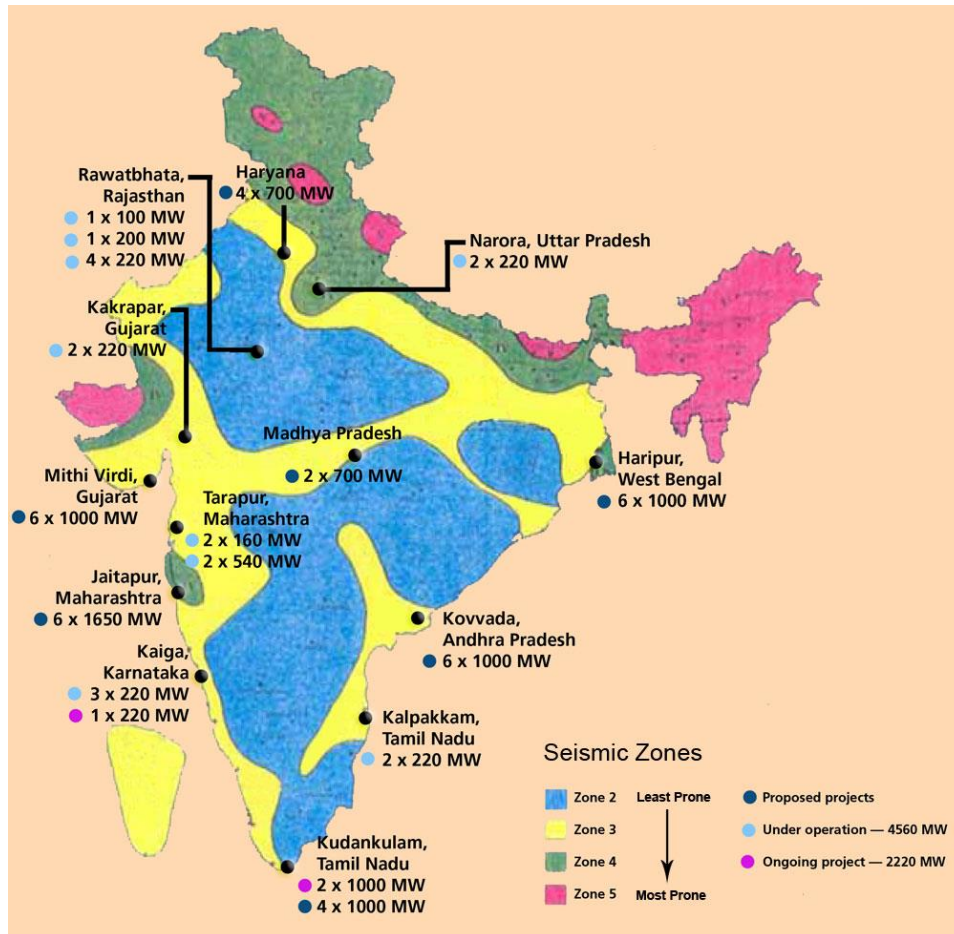 Rawatbhata,
Rajasthan
1 x 100 MW
1 x 200 MW
4 x 220 MW
Haryana
4 x 700 MW
Narora, Uttar Pradesh
2 x 220 MW
Kakrapar,
Gujarat
2 x 220 MW
Madhya Pradesh
2 x 700 MW
Mithi Virdi,
Gujarat
6 x 1000 MW
Tarapur,
Maharashtra
2 x 160 MW
2 x 540 MW
Haripur,
West Bengal
6 x 1000 MW
Jaitapur,
Maharashtra
6 x 1650 MW
Kovvada,
Andhra Pradesh
6 x 1000 MW
Kaiga,
Karnataka
3 x 220 MW
1 x 220 MW
Kalpakkam,
Tamil Nadu
2 x 220 MW
Kudankulam,
Tamil Nadu
2 x 1000 MW
4 x 1000 MW
Seismic Zones
Zone 2 Least Prone
Zone 3
Zone 4
Zone 5 Most Prone
Proposed projects
Under operation — 4560 MW
Ongoing project — 2220 MW